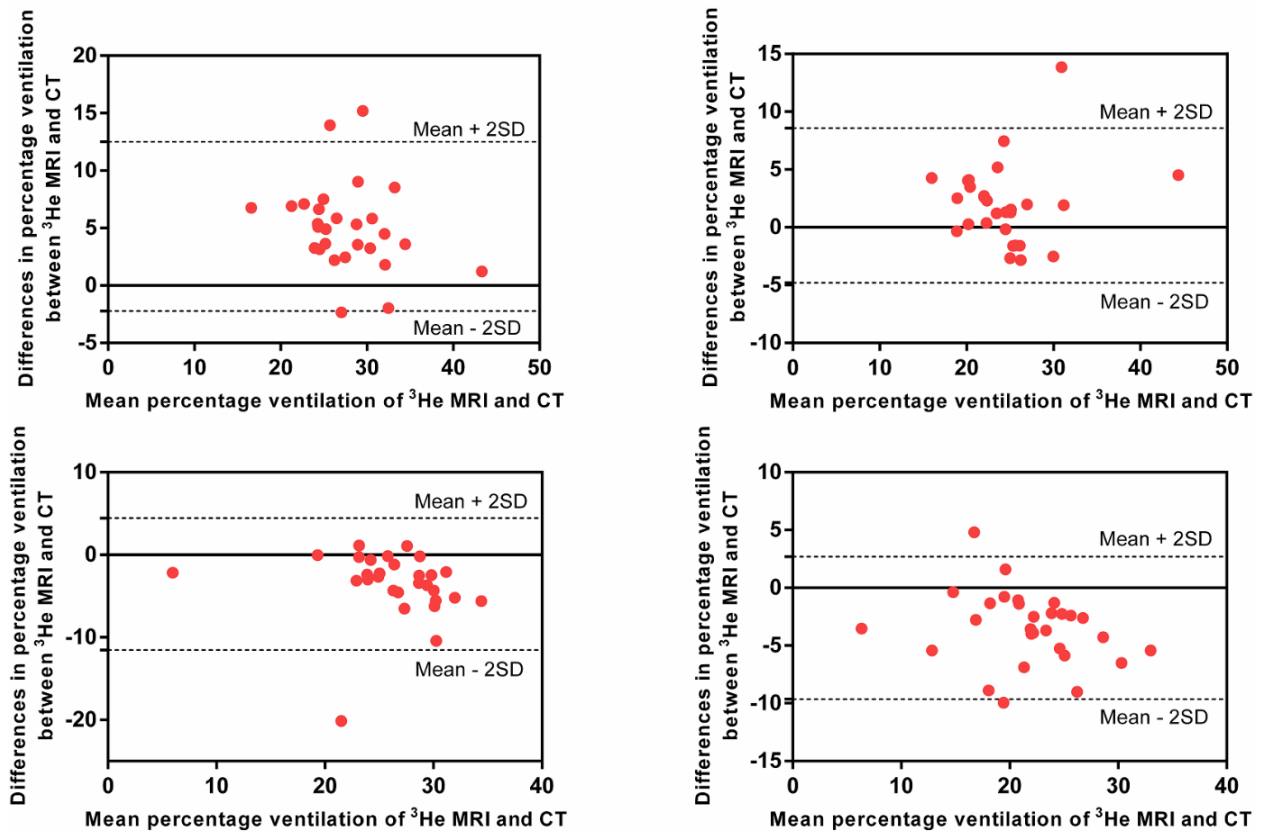 Differences in percentage ventilation
between ³He MRI and CT
20
15
10
5
0
-5
Mean + 2SD
Mean - 2SD
0 10 20 30 40 50
Mean percentage ventilation of ³He MRI and CT
Differences in percentage ventilation
between ³He MRI and CT
15
10
5
0
-5
-10
Mean + 2SD
Mean - 2SD
0 10 20 30 40 50
Mean percentage ventilation of ³He MRI and CT
Differences in percentage ventilation
between ³He MRI and CT
10
0
-10
-20
Mean + 2SD
Mean - 2SD
0 10 20 30 40
Mean percentage ventilation of ³He MRI and CT
Differences in percentage ventilation
between ³He MRI and CT
10
5
0
-5
-10
-15
Mean + 2SD
Mean - 2SD
0 10 20 30 40
Mean percentage ventilation of ³He MRI and CT